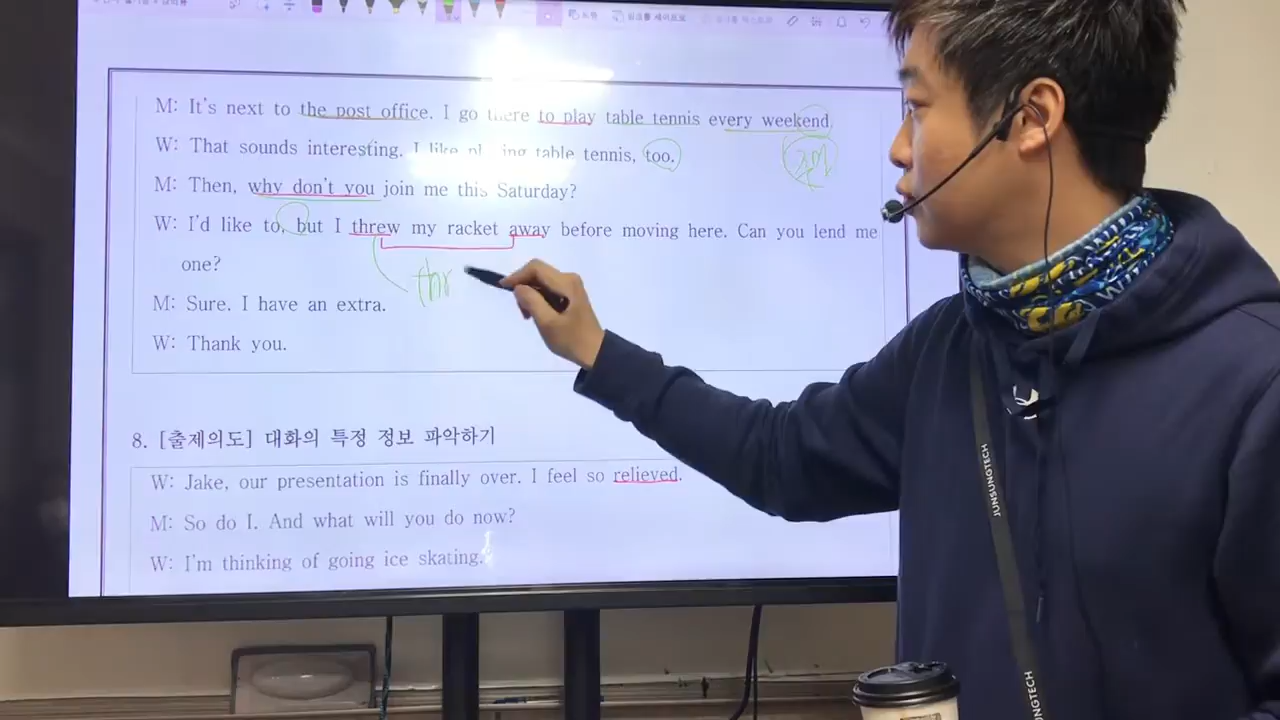 M: It's next to the post office. I go there to play table tennis every weekend.
W: That sounds interesting. I like playing table tennis, too.
M: Then, why don't you join me this Saturday?
W: I'd like to, but I threw my racket away before moving here. Can you lend me
one?
thr
M: Sure. I have an extra.
W: Thank you.
8. [출제의도] 대화의 특정 정보 파악하기
W: Jake, our presentation is finally over. I feel so relieved.
M: So do I. And what will you do now?
W: I'm thinking of going ice skating.
JUNSUNGTECH
UNGTECH